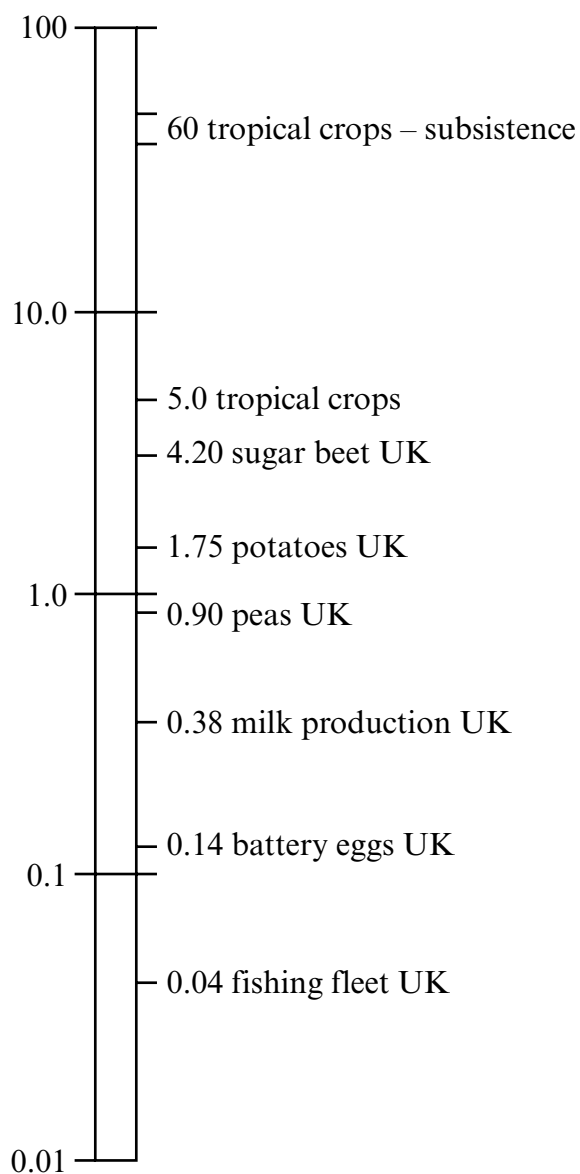 100
60 tropical crops – subsistence
10.0
5.0 tropical crops
4.20 sugar beet UK
1.75 potatoes UK
1.0
0.90 peas UK
0.38 milk production UK
0.14 battery eggs UK
0.1
0.04 fishing fleet UK
0.01